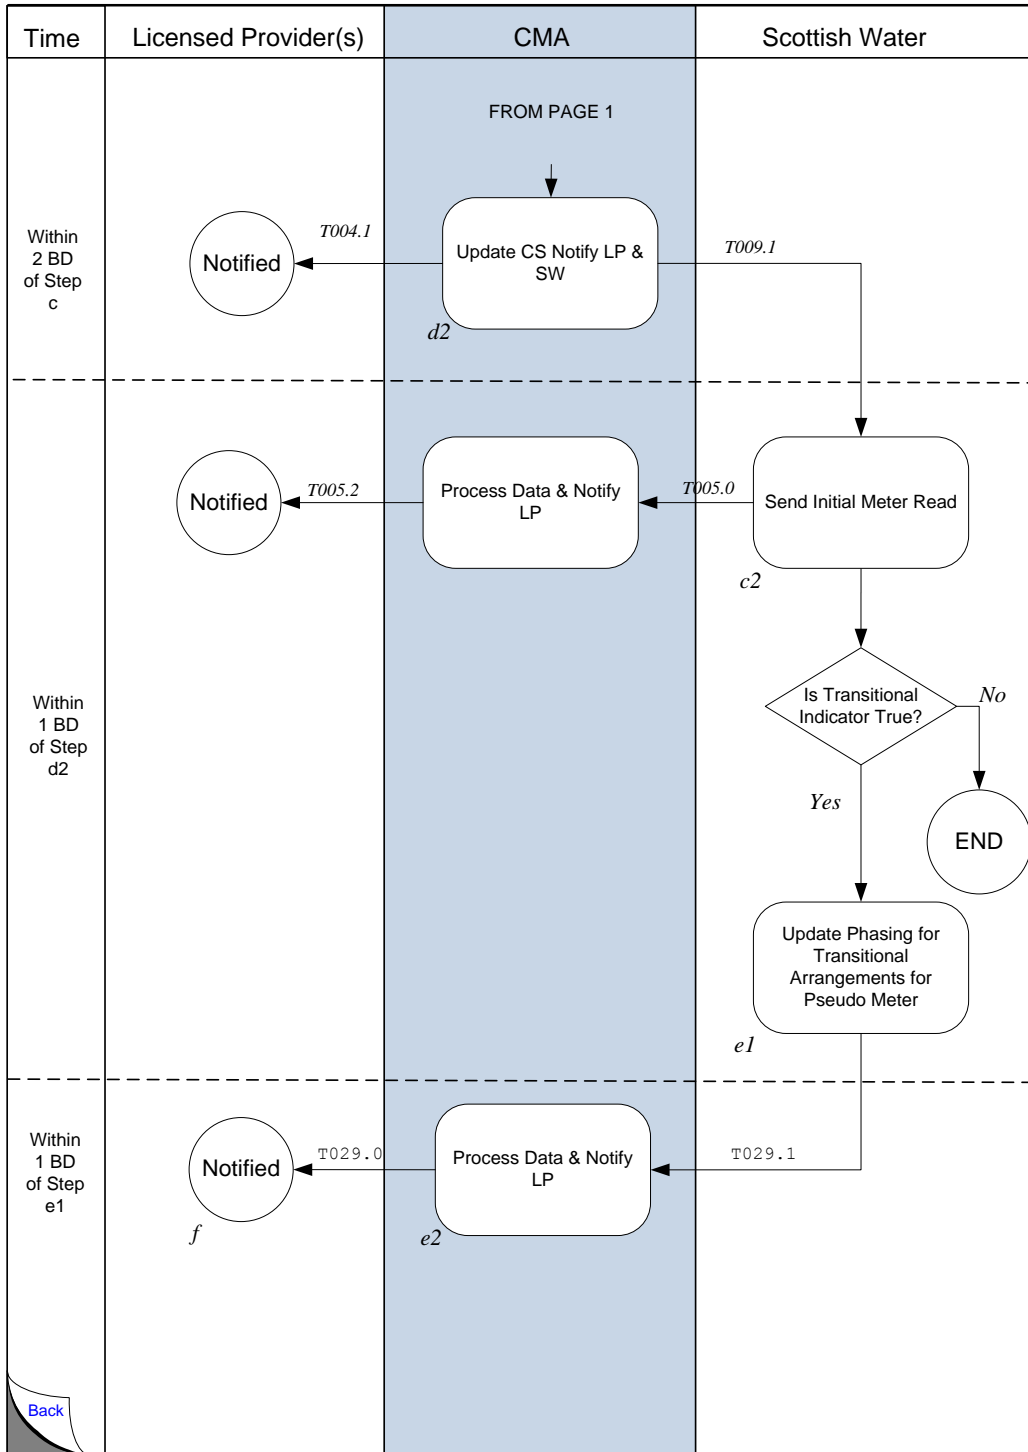 Time
Licensed Provider(s)
CMA
Scottish Water
FROM PAGE 1
Within
2 BD
of Step
c
Notified
T004.1
Update CS Notify LP &
SW
T009.1
d2
Within
1 BD
of Step
d2
Notified
T005.2
Process Data & Notify
LP
T005.0
Send Initial Meter Read
c2
Is Transitional
Indicator True?
No
Yes
END
Update Phasing for
Transitional
Arrangements for
Pseudo Meter
e1
Within
1 BD
of Step
e1
Notified
T029.0
Process Data & Notify
LP
T029.1
f
e2
Back